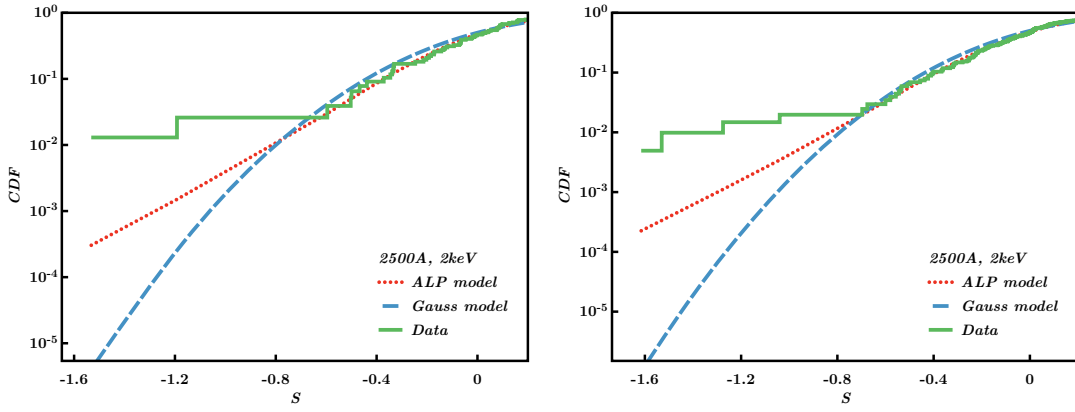 10^0
10^-1
10^-2
10^-3
10^-4
10^-5
CDF
-1.6 -1.2 -0.8 -0.4 0
S
2500A, 2keV
ALP model
Gauss model
Data
10^0
10^-1
10^-2
10^-3
10^-4
10^-5
CDF
-1.6 -1.2 -0.8 -0.4 0
S
2500A, 2keV
ALP model
Gauss model
Data